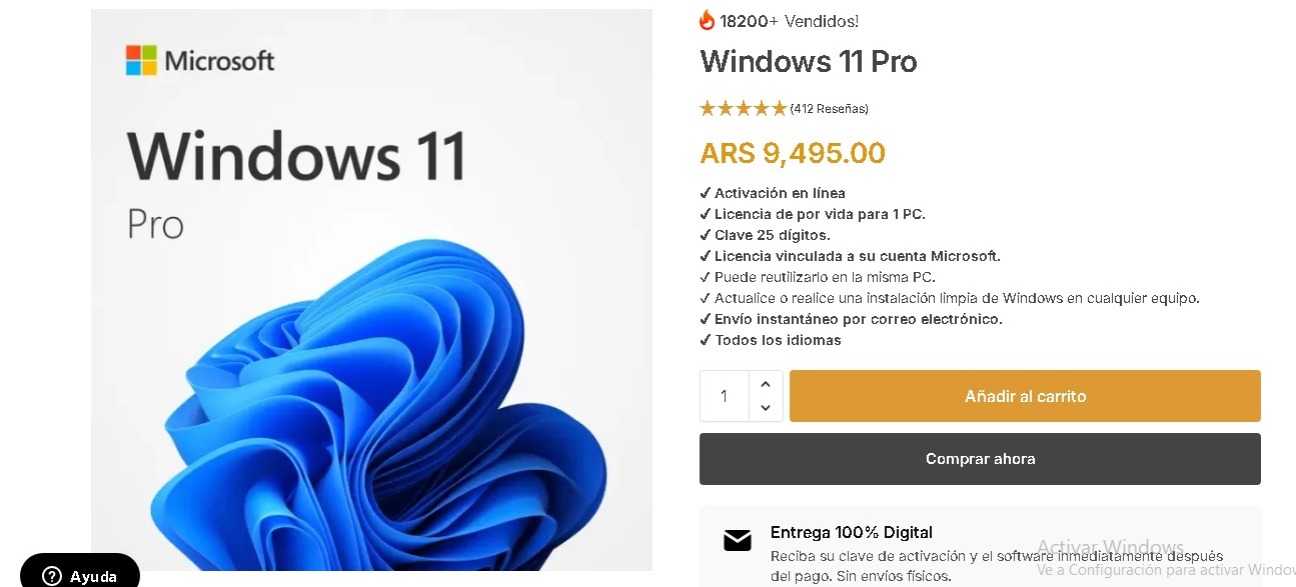 Microsoft
Windows 11
Pro
18200+ Vendidos!
Windows 11 Pro
★★★★★(412 Reseñas)
ARS 9,495.00
✓ Activación en línea
✓ Licencia de por vida para 1 PC.
✓ Clave 25 dígitos.
✓ Licencia vinculada a su cuenta Microsoft.
✓ Puede reutilizarlo en la misma PC.
✓ Actualice o realice una instalación limpia de Windows en cualquier equipo.
✓ Envío instantáneo por correo electrónico.
✓ Todos los idiomas
1
Añadir al carrito
Comprar ahora
Entrega 100% Digital
Reciba su clave de activación y el software inmediatamente después
del pago. Sin envíos físicos.
Activar Windows
Ve a Configuración para activar Window
? Ayuda